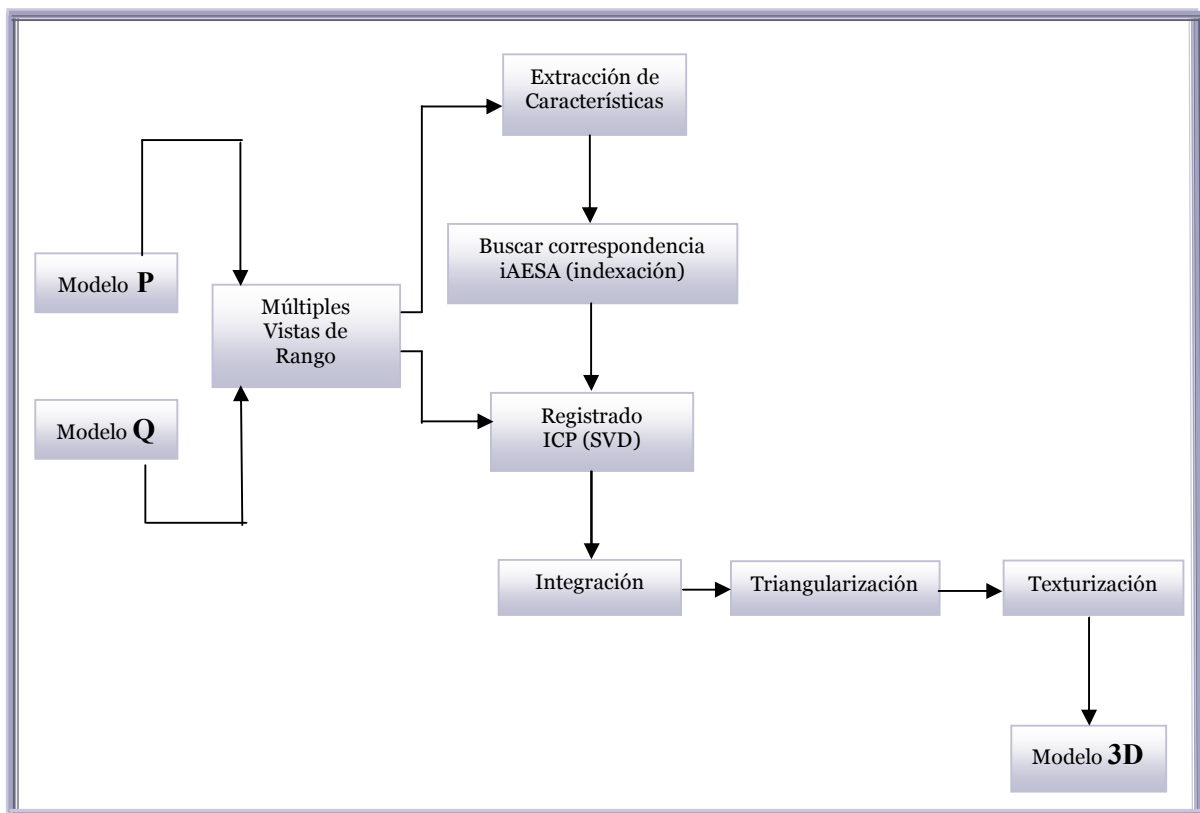 Extracción de
Características
Buscar correspondencia
iAESA (indexación)
Modelo P
Múltiples
Vistas de
Rango
Modelo Q
Registrado
ICP (SVD)
Integración
Triangularización
Texturización
Modelo 3D